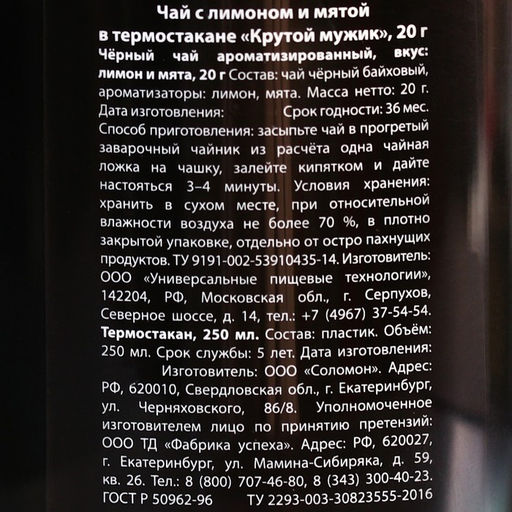 Чай с лимоном и мятой
в термостакане «Крутой мужик», 20 г
Чёрный чай ароматизированный, вкус:
лимон и мята, 20 г Состав: чай чёрный байховый,
ароматизаторы: лимон, мята. Масса нетто: 20 г.
Дата изготовления: Срок годности: 36 мес.
Способ приготовления: засыпьте чай в прогретый
заварочный чайник из расчёта одна чайная
ложка на чашку, залейте кипятком и дайте
настояться 3–4 минуты. Условия хранения:
хранить в сухом месте, при относительной
влажности воздуха не более 70 %, в плотно
закрытой упаковке, отдельно от остро пахнущих
продуктов. ТУ 9191-002-53910435-14. Изготовитель:
ООО «Универсальные пищевые технологии»,
142204, РФ, Московская обл., г. Серпухов,
Северное шоссе, д. 14, тел.: +7 (4967) 37-54-54.
Термостакан, 250 мл. Состав: пластик. Объём:
250 мл. Срок службы: 5 лет. Дата изготовления:
Изготовитель: ООО «Соломон». Адрес:
РФ, 620010, Свердловская обл., г. Екатеринбург,
ул. Черняховского, 86/8. Уполномоченное
изготовителем лицо по принятию претензий:
ООО ТД «Фабрика успеха». Адрес: РФ, 620027,
г. Екатеринбург, ул. Мамина-Сибиряка, д. 59,
кв. 26. Тел.: 8 (800) 707-46-80, 8 (343) 300-40-23.
ГОСТ Р 50962-96 ТУ 2293-003-30823555-2016